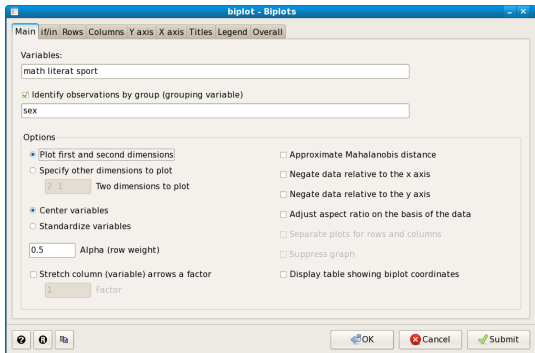 biplot - Biplots
Main if/in Rows Columns Y axis X axis Titles Legend Overall
Variables:
math literat sport
Identify observations by group (grouping variable)
sex
Options
Plot first and second dimensions
Specify other dimensions to plot
2 1 Two dimensions to plot
Center variables
Standardize variables
0.5 Alpha (row weight)
Stretch column (variable) arrows a factor
1 Factor
Approximate Mahalanobis distance
Negate data relative to the x axis
Negate data relative to the y axis
Adjust aspect ratio on the basis of the data
Separate plots for rows and columns
Suppress graph
Display table showing biplot coordinates
? R OK Cancel Submit